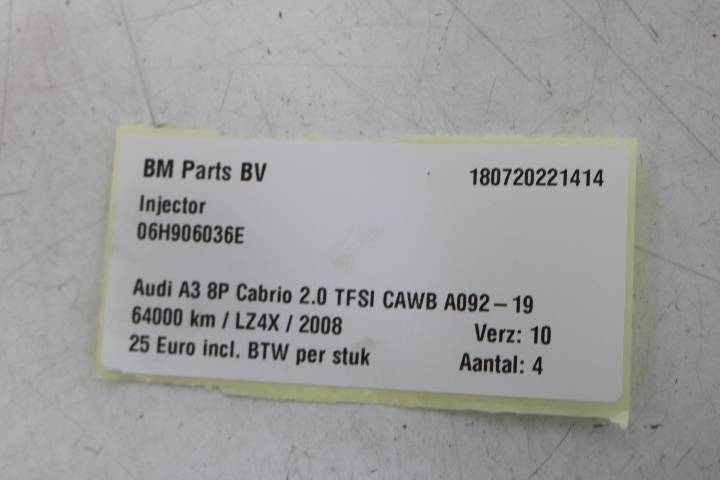 BM Parts BV 180720221414
Injector
06H906036E
Audi A3 8P Cabrio 2.0 TFSI CAWB A092-19
64000 km / LZ4X / 2008 Verz: 10
25 Euro incl. BTW per stuk Aantal: 4